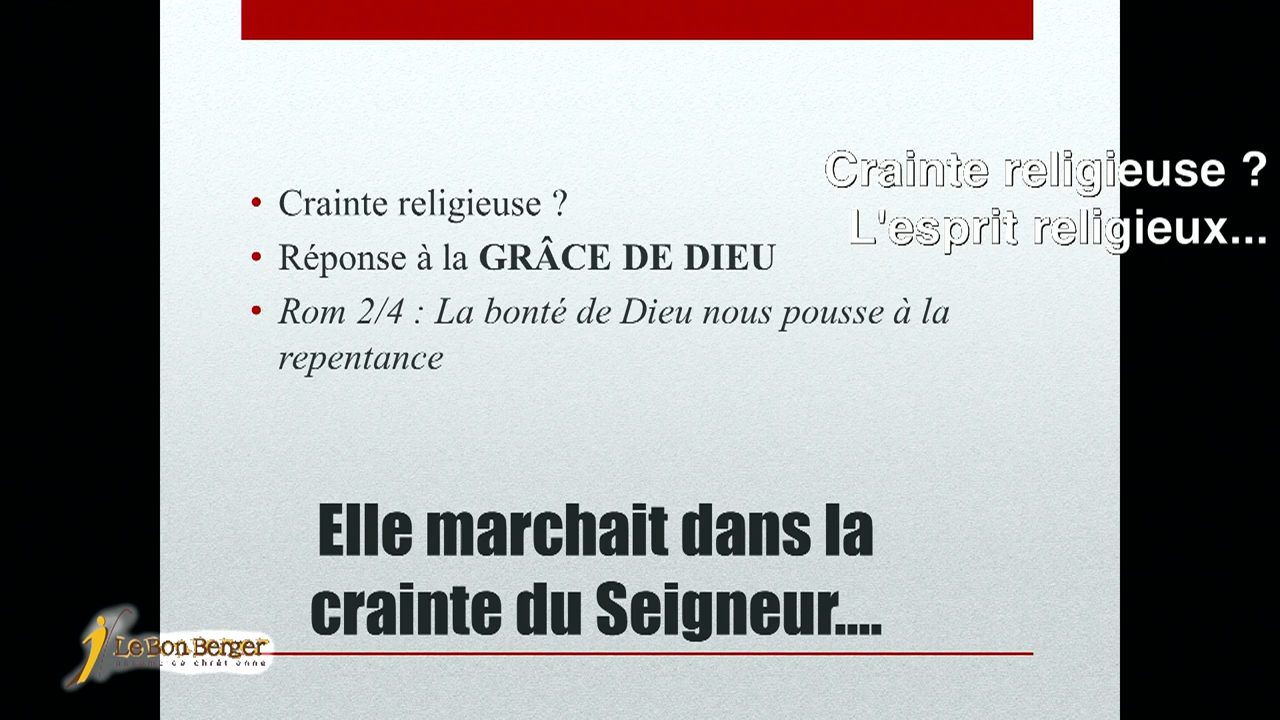 Crainte religieuse ?
L'esprit religieux...
• Crainte religieuse ?
• Réponse à la GRÂCE DE DIEU
• Rom 2/4 : La bonté de Dieu nous pousse à la
repentance
Elle marchait dans la
crainte du Seigneur....
Le Bon Berger